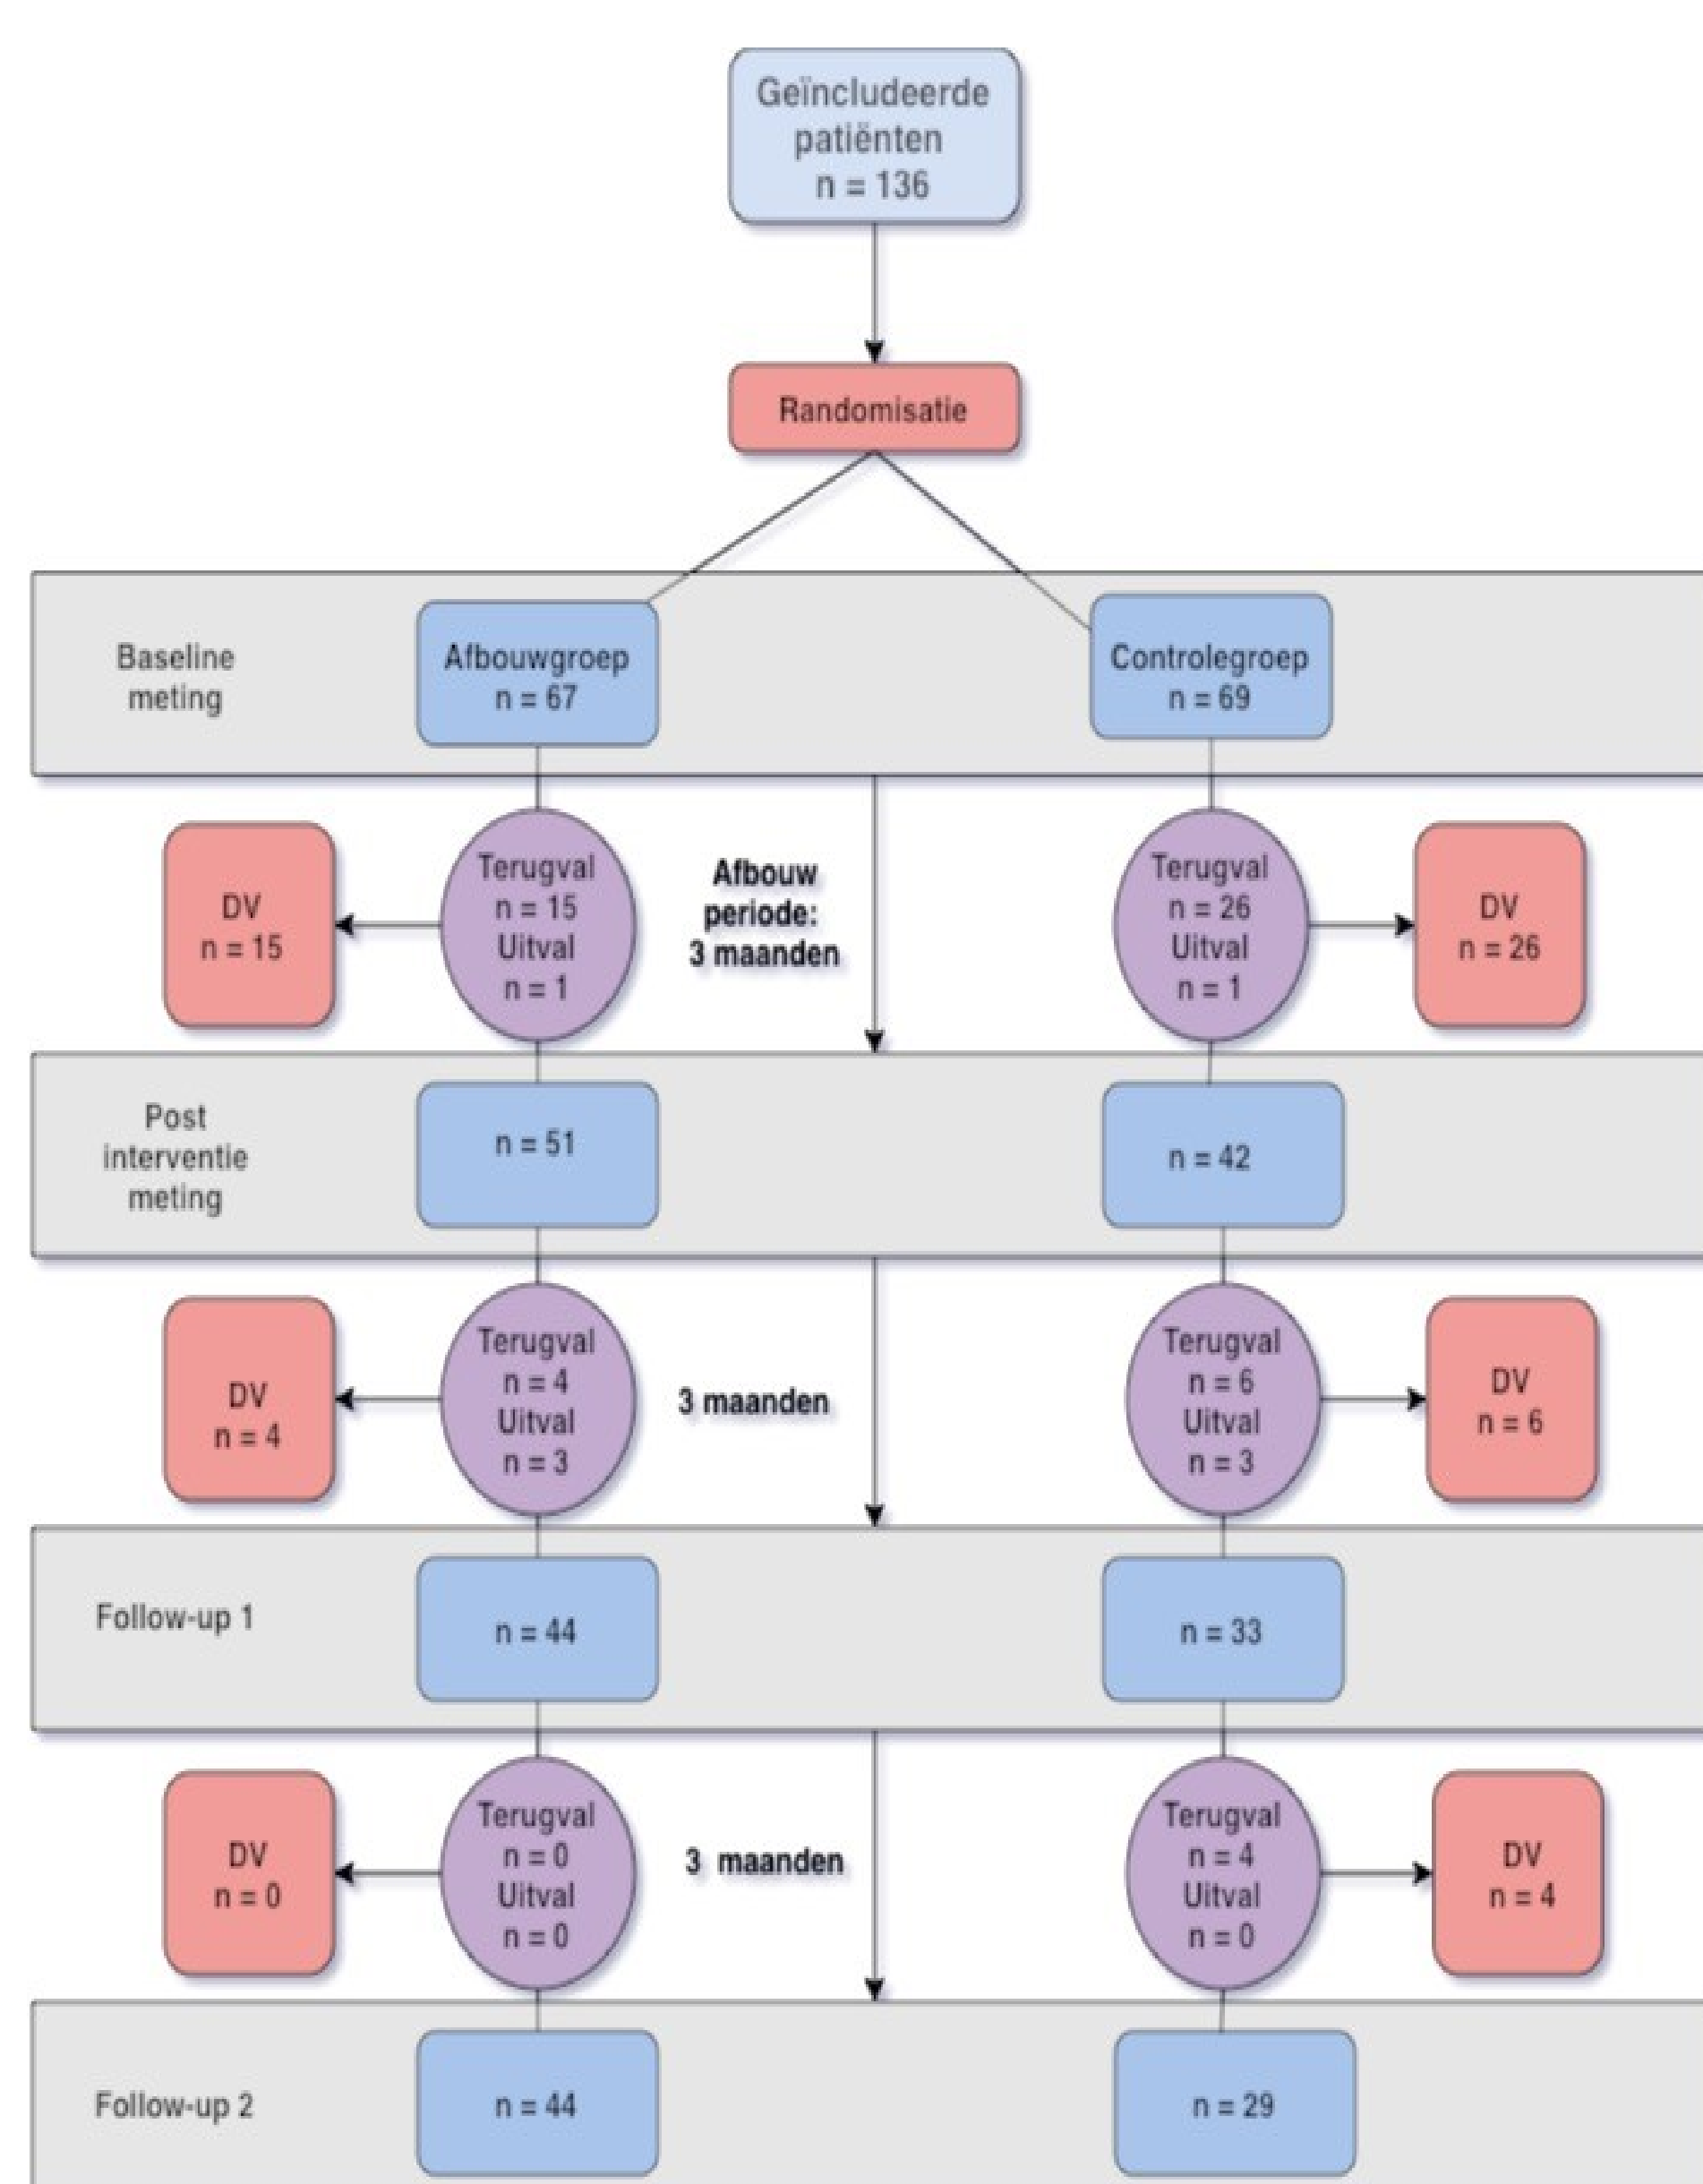 Geïncludeerde
patiënten
n = 136
Randomisatie
Baseline
meting
Afbouwgroep
n = 67
Controlegroep
n = 69
DV
n = 15
Terugval
n = 15
Uitval
n = 1
Afbouw
periode:
3 maanden
Terugval
n = 26
Uitval
n = 1
DV
n = 26
Post
interventie
meting
n = 51
n = 42
DV
n = 4
Terugval
n = 4
Uitval
n = 3
3 maanden
Terugval
n = 6
Uitval
n = 3
DV
n = 6
Follow-up 1
n = 44
n = 33
DV
n = 0
Terugval
n = 0
Uitval
n = 0
3 maanden
Terugval
n = 4
Uitval
n = 0
DV
n = 4
Follow-up 2
n = 44
n = 29